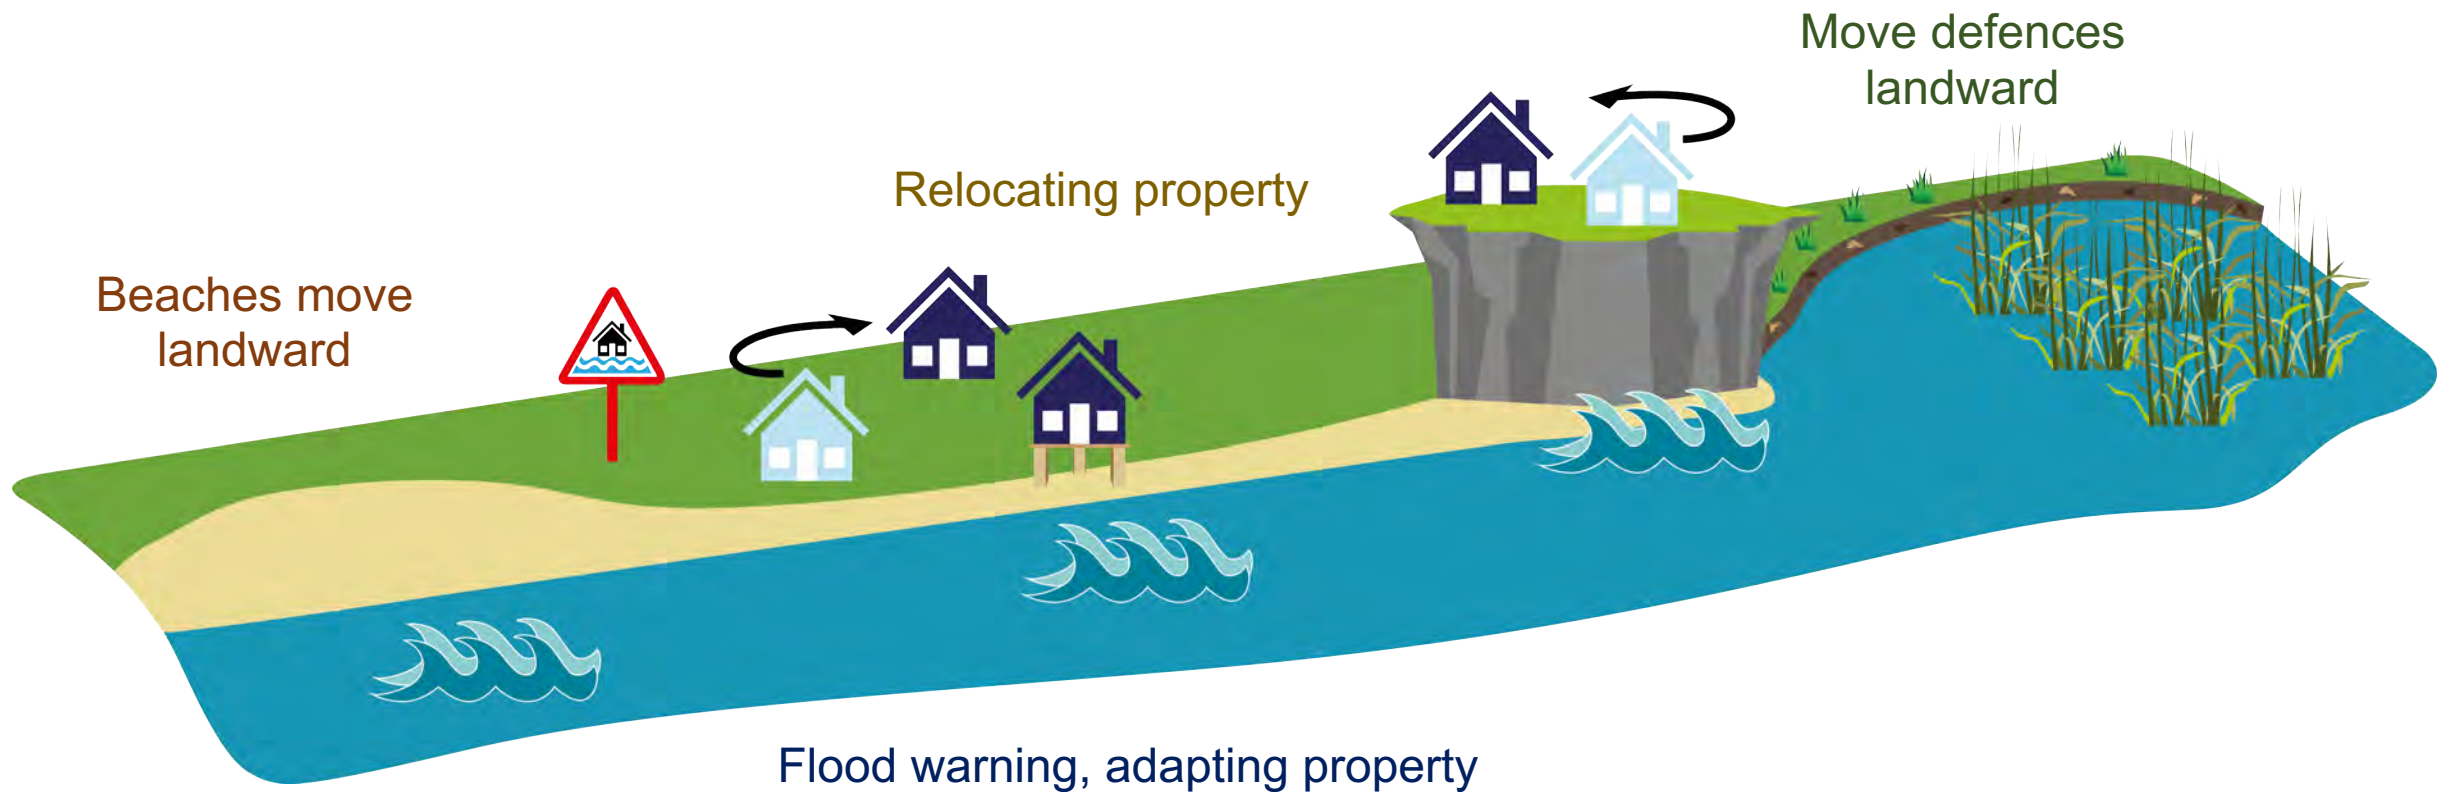 Move defences
landward
Relocating property
Beaches move
landward
Flood warning, adapting property